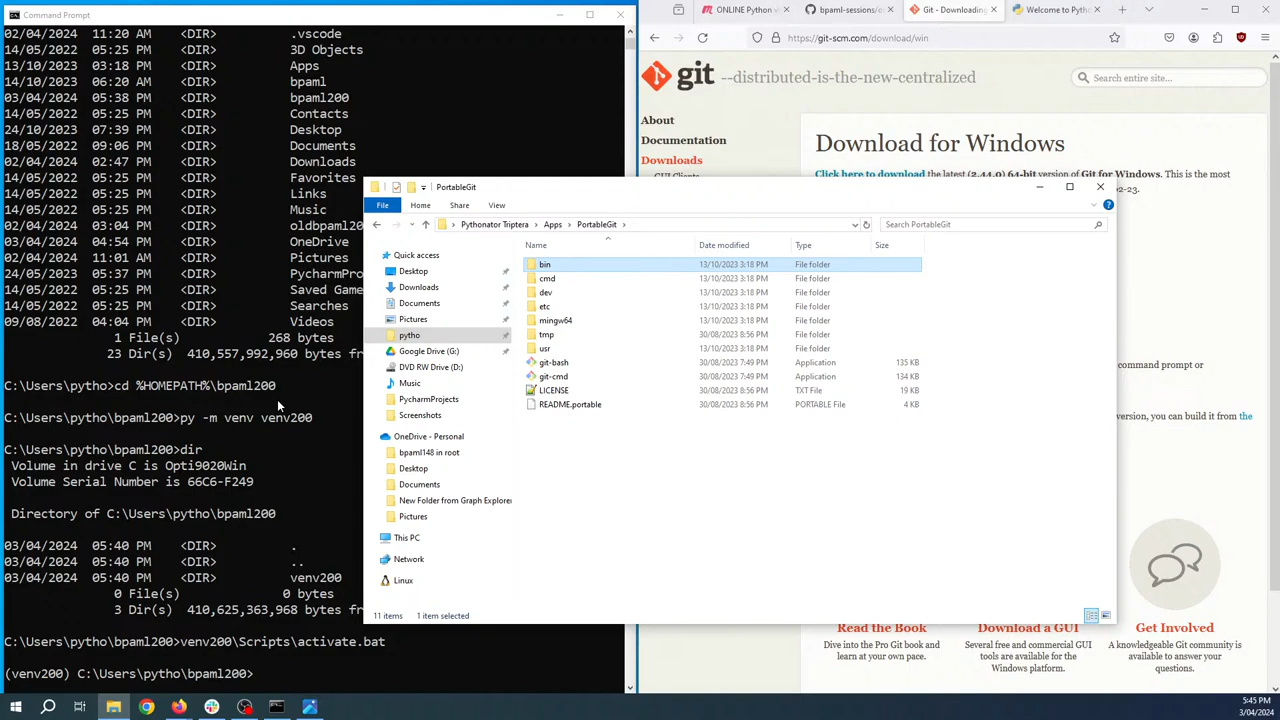 Command Prompt
02/04/2024  11:20 AM    <DIR>          .vscode
14/05/2022  05:25 PM    <DIR>          3D Objects
13/10/2023  03:18 PM    <DIR>          Apps
14/03/2024  06:20 AM    <DIR>          bpaml
03/04/2024  05:38 PM    <DIR>          bpaml200
14/05/2022  05:25 PM    <DIR>          Contacts
24/10/2023  07:39 PM    <DIR>          Desktop
18/05/2022  09:06 PM    <DIR>          Documents
02/04/2024  02:47 PM    <DIR>          Downloads
14/05/2022  05:25 PM    <DIR>          Favorites
14/05/2022  05:25 PM    <DIR>          Links
14/05/2022  05:25 PM    <DIR>          Music
<DIR>          oldbpaml200
03/04/2024  04:54 PM    <DIR>          OneDrive
02/04/2024  11:01 AM    <DIR>          Pictures
24/05/2023  05:37 PM    <DIR>          PycharmPro
14/05/2022  05:25 PM    <DIR>          Saved Game
14/05/2022  05:38 PM    <DIR>          Searches
09/08/2022  04:04 PM    <DIR>          Videos
1 File(s)            268 bytes
23 Dir(s)  410,557,992,960 bytes fr
C:\Users\pytho>cd %HOMEPATH%\bpaml200
C:\Users\pytho\bpaml200>py -m venv venv200
C:\Users\pytho\bpaml200>dir
Volume in drive C is Opti9020Win
Volume Serial Number is 66C6-F249
Directory of C:\Users\pytho\bpaml200
03/04/2024  05:40 PM    <DIR>          .
03/04/2024  05:40 PM    <DIR>          ..
03/04/2024  05:40 PM    <DIR>          venv200
0 File(s)              0 bytes
3 Dir(s)  410,625,363,968 bytes fr
C:\Users\pytho\bpaml200>venv200\Scripts\activate.bat
(venv200) C:\Users\pytho\bpaml200>
PortableGit
File Home Share View
Pythonator Triptera > Apps > PortableGit >
Search PortableGit
Quick access
Desktop
Downloads
Documents
Pictures
pytho
Google Drive (G:)
DVD RW Drive (D:)
Music
PycharmProjects
Screenshots
OneDrive - Personal
bpaml148 in root
Desktop
Documents
New Folder from Graph Explorer
Pictures
This PC
Network
Linux
Name Date modified Type Size
bin 13/10/2023 3:18 PM File folder
cmd 13/10/2023 3:18 PM File folder
dev 13/10/2023 3:18 PM File folder
etc 13/10/2023 3:18 PM File folder
mingw64 13/10/2023 3:18 PM File folder
tmp 30/08/2023 8:56 PM File folder
usr 13/10/2023 3:18 PM File folder
git-bash 30/08/2023 7:49 PM Application 135 KB
git-cmd 30/08/2023 7:49 PM Application 134 KB
LICENSE 30/08/2023 8:56 PM TXT File 19 KB
README.portable 30/08/2023 8:56 PM PORTABLE File 4 KB
11 items 1 item selected
ONLINE Python
bpaml-sessions/
Git - Downloading
Welcome to Pyth
https://git-scm.com/download/win
git --distributed-is-the-new-centralized
Search entire site...
About
Documentation
Downloads
Download for Windows
Click here to download the latest (2.44.0) 64-bit version of Git for Windows. This is the most
command prompt or
version, you can build it from the
Read the Book
Dive into the Pro Git book and
learn at your own pace.
Download a GUI
Several free and commercial GUI
tools are available for the
Windows platform.
Get Involved
A knowledgeable Git community is
available to answer your
questions.
5:45 PM
3/04/2024